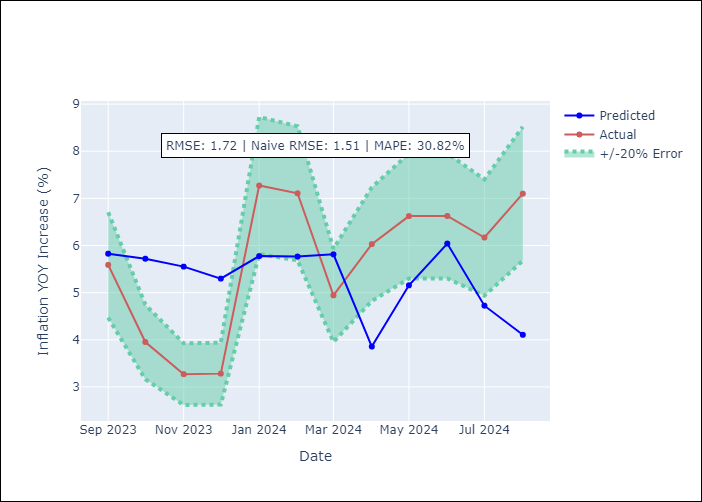 9
8
7
6
5
4
3
Inflation YOY Increase (%)
RMSE: 1.72 | Naive RMSE: 1.51 | MAPE: 30.82%
Predicted
Actual
+/-20% Error
Sep 2023
Nov 2023
Jan 2024
Mar 2024
May 2024
Jul 2024
Date